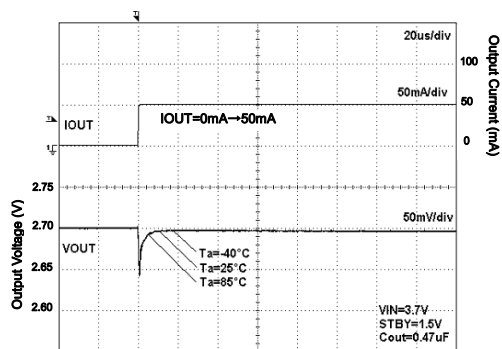 T
20us/div
100
50mA/div
50
T
IOUT
IOUT=0mA→50mA
0
1
Output Current (mA)
2.75
2.70
50mV/div
VOUT
Ta=-40°C
2.65
Ta=25°C
Ta=85°C
2.60
VIN=3.7V
STBY=1.5V
Cout=0.47uF
Output Voltage (V)